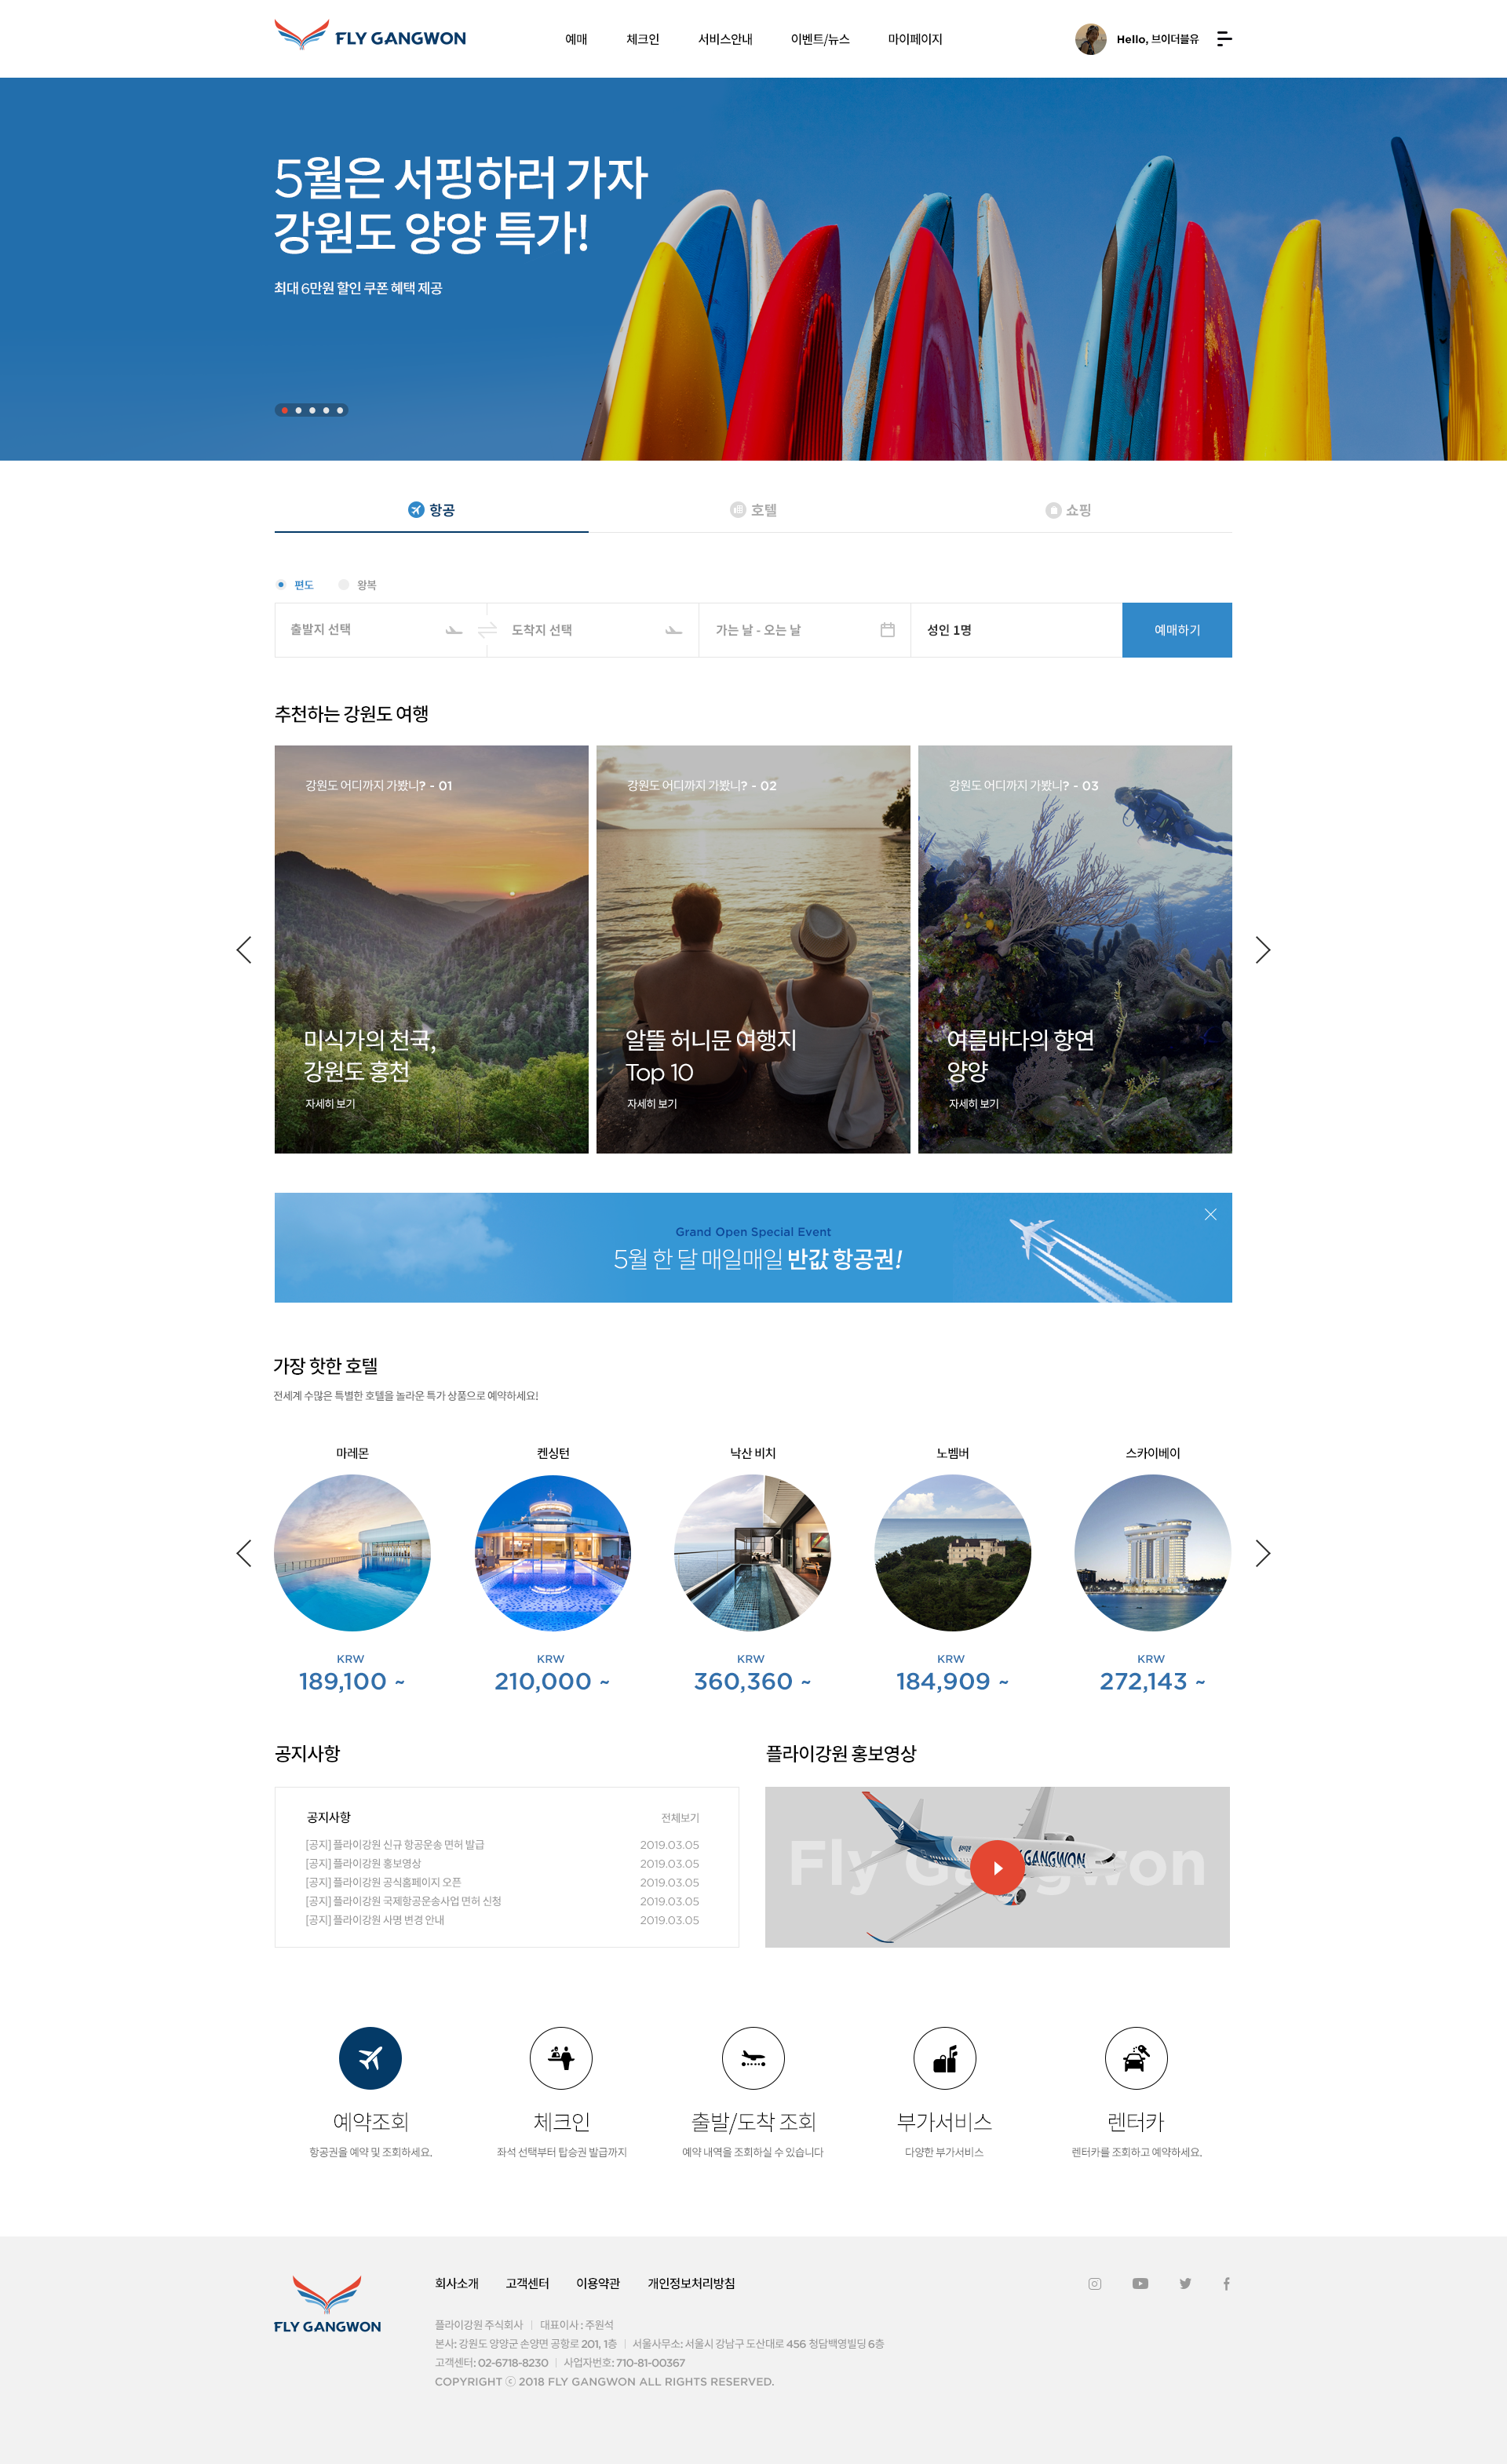 FLY GANGWON
예매 체크인 서비스안내 이벤트/뉴스 마이페이지
Hello, 브이더블유
5월은 서핑하러 가자
강원도 양양 특가!
최대 6만원 할인 쿠폰 혜택 제공
항공 호텔 쇼핑
편도 왕복
출발지 선택 도착지 선택 가는 날 - 오는 날 성인 1명 예매하기
추천하는 강원도 여행
강원도 어디까지 가봤니? - 01
미식가의 천국,
강원도 홍천
자세히 보기
강원도 어디까지 가봤니? - 02
알뜰 허니문 여행지
Top 10
자세히 보기
강원도 어디까지 가봤니? - 03
여름바다의 향연
양양
자세히 보기
Grand Open Special Event
5월 한 달 매일매일 반값 항공권!
가장 핫한 호텔
전세계 수많은 특별한 호텔을 놀라운 특가 상품으로 예약하세요!
마레몬 켄싱턴 낙산 비치 노벰버 스카이베이
KRW KRW KRW KRW KRW
189,100 ~ 210,000 ~ 360,360 ~ 184,909 ~ 272,143 ~
공지사항
공지사항 전체보기
[공지] 플라이강원 신규 항공운송 면허 발급 2019.03.05
[공지] 플라이강원 홍보영상 2019.03.05
[공지] 플라이강원 공식홈페이지 오픈 2019.03.05
[공지] 플라이강원 국제항공운송사업 면허 신청 2019.03.05
[공지] 플라이강원 사명 변경 안내 2019.03.05
플라이강원 홍보영상
Fly Gangwon
GANGWON
예약조회 체크인 출발/도착 조회 부가서비스 렌터카
항공권을 예약 및 조회하세요. 좌석 선택부터 탑승권 발급까지 예약 내역을 조회하실 수 있습니다 다양한 부가서비스 렌터카를 조회하고 예약하세요.
FLY GANGWON
회사소개 고객센터 이용약관 개인정보처리방침
플라이강원 주식회사 | 대표이사 : 주원석
본사: 강원도 양양군 손양면 공항로 201, 1층 | 서울사무소: 서울시 강남구 도산대로 456 청담백영빌딩 6층
고객센터: 02-6718-8230 | 사업자번호: 710-81-00367
COPYRIGHT ⓒ 2018 FLY GANGWON ALL RIGHTS RESERVED.